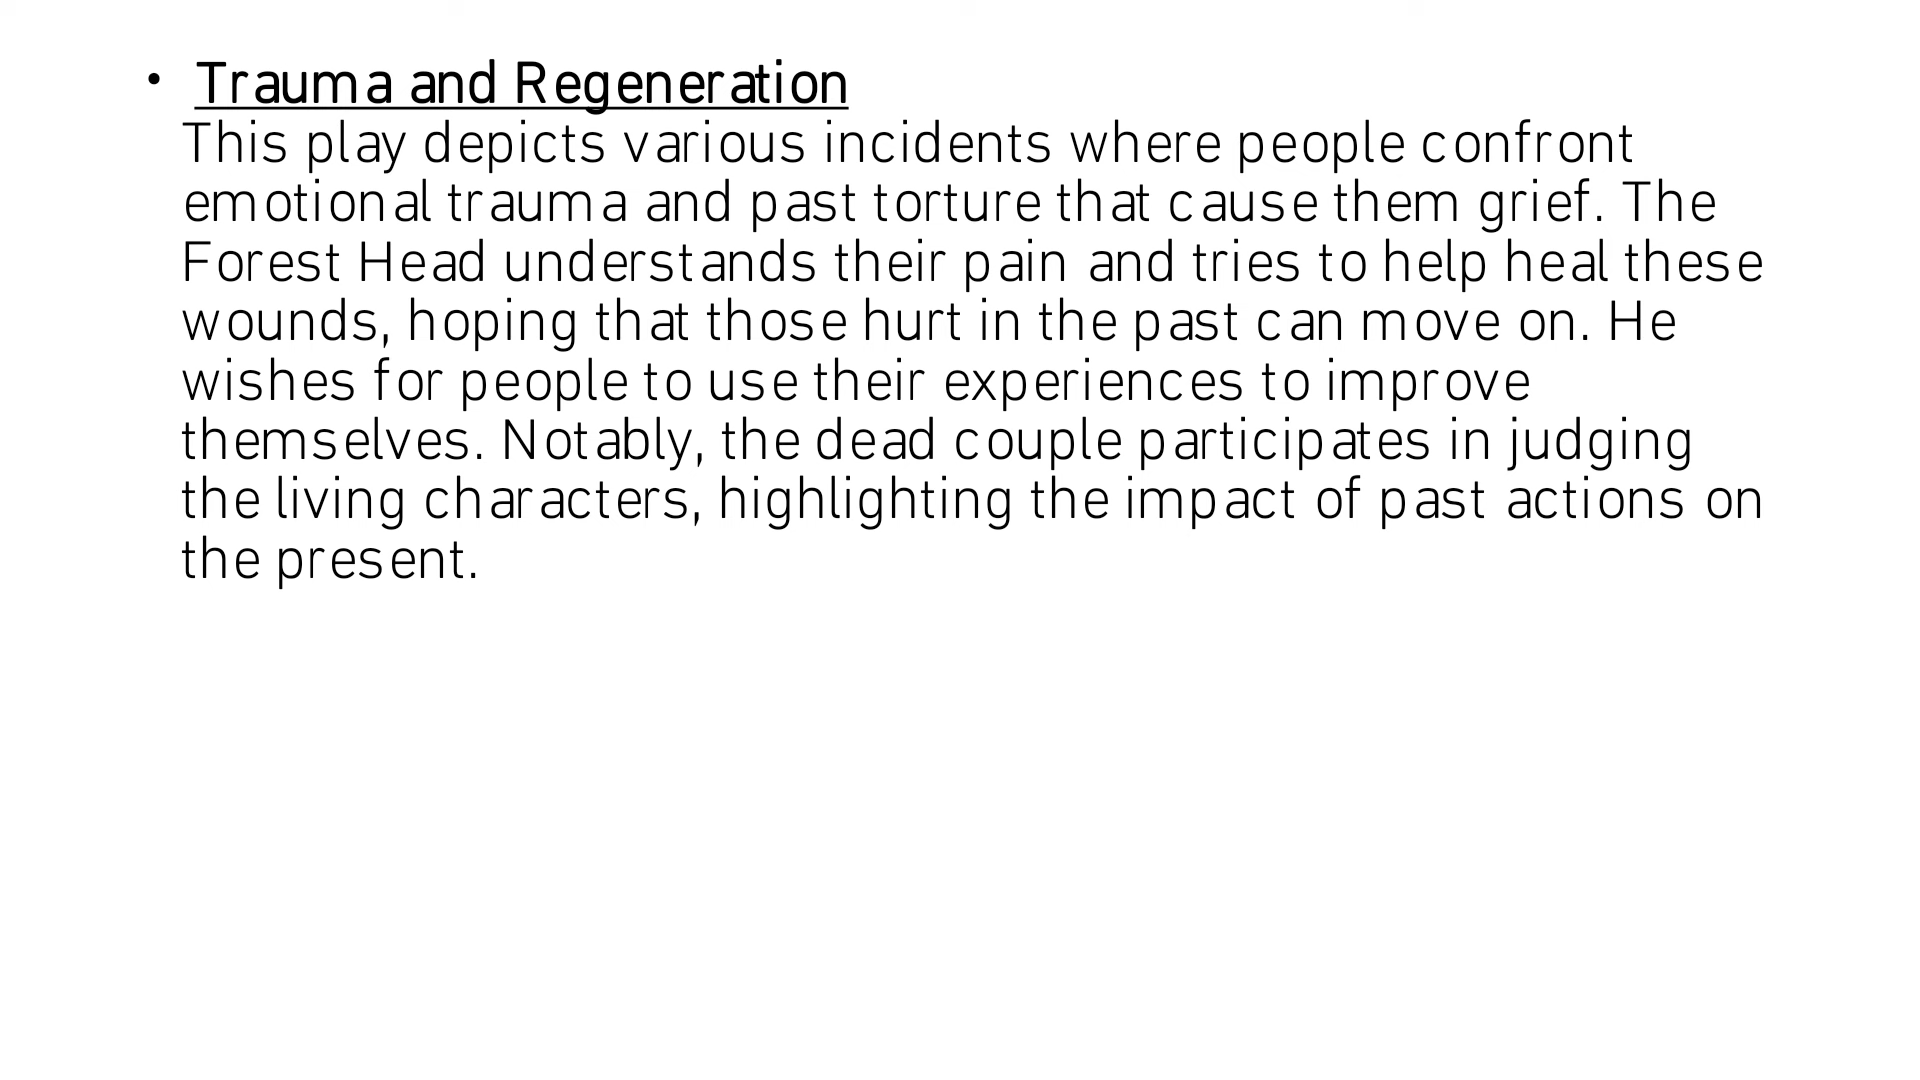 • Trauma and Regeneration
This play depicts various incidents where people confront
emotional trauma and past torture that cause them grief. The
Forest Head understands their pain and tries to help heal these
wounds, hoping that those hurt in the past can move on. He
wishes for people to use their experiences to improve
themselves. Notably, the dead couple participates in judging
the living characters, highlighting the impact of past actions on
the present.